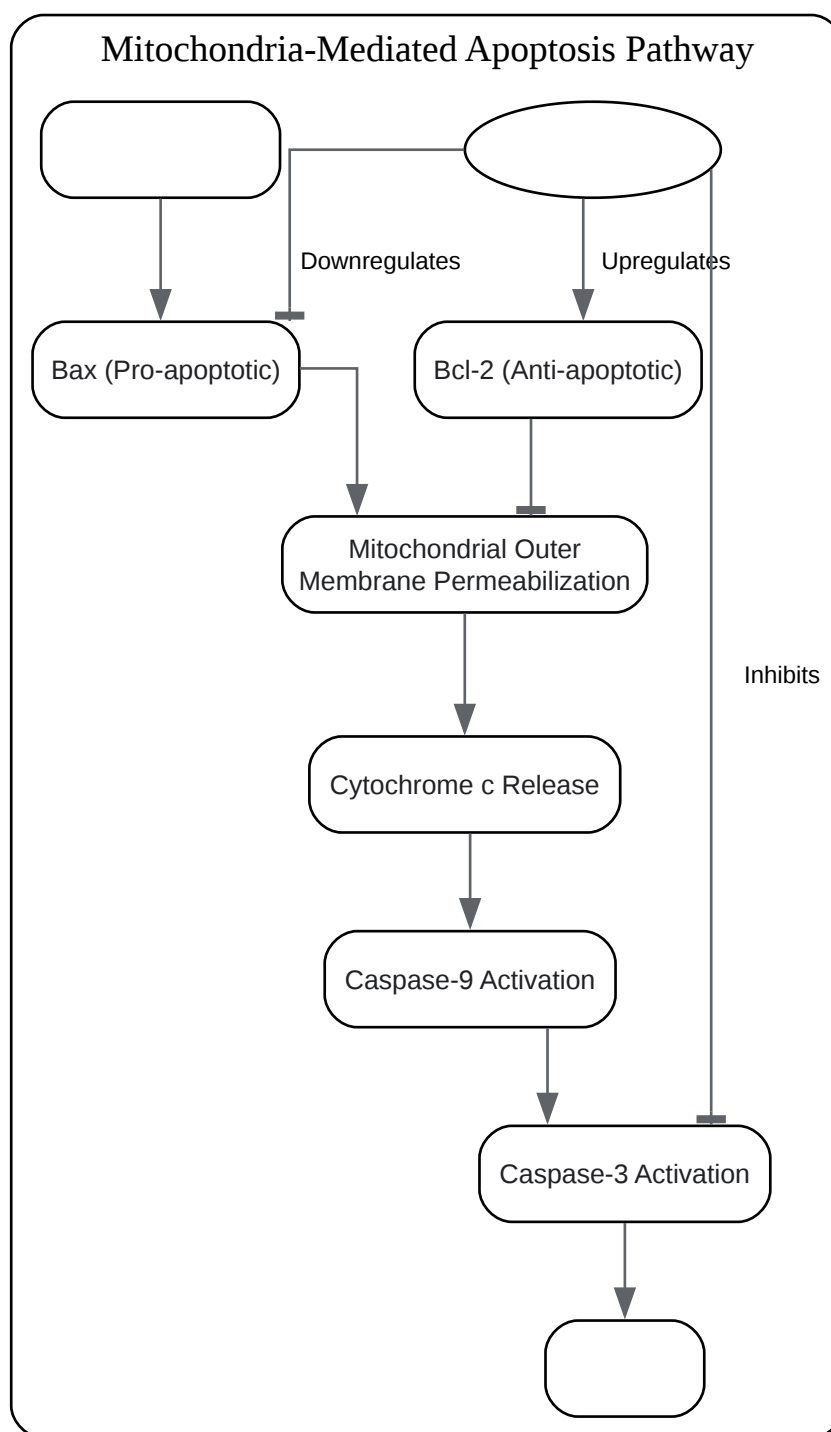 Mitochondria-Mediated Apoptosis Pathway
Downregulates
Upregulates
Bax (Pro-apoptotic)
Bcl-2 (Anti-apoptotic)
Mitochondrial Outer
Membrane Permeabilization
Inhibits
Cytochrome c Release
Caspase-9 Activation
Caspase-3 Activation